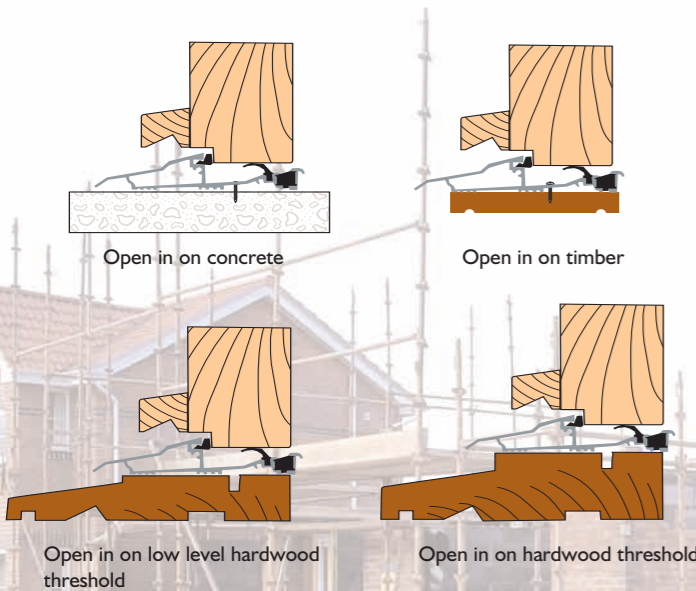 Open in on concrete
Open in on timber
Open in on low level hardwood
threshold
Open in on hardwood threshold